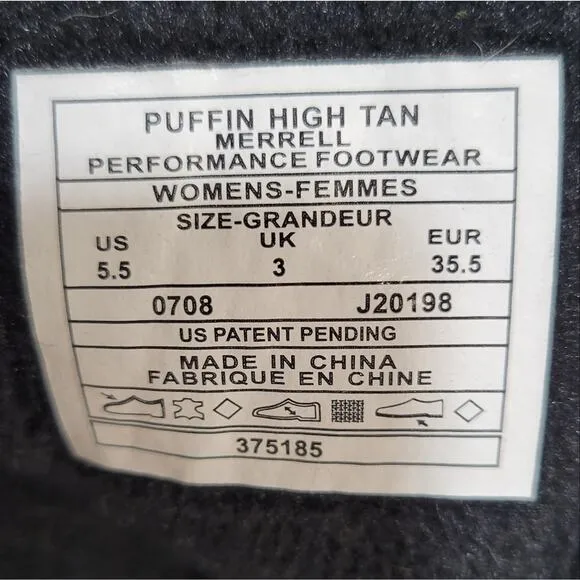 PUFFIN HIGH TAN
MERRELL
PERFORMANCE FOOTWEAR
WOMENS-FEMMES
SIZE-GRANDEUR
US UK EUR
5.5 3 35.5
0708 J20198
US PATENT PENDING
MADE IN CHINA
FABRIQUE EN CHINE
375185